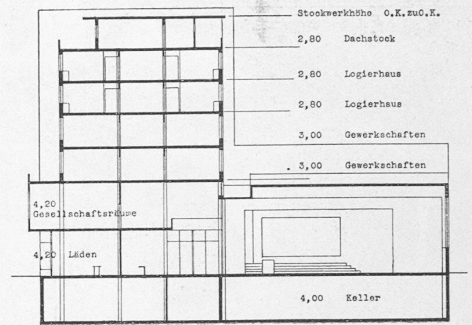 Stockwerkhöhe O.K.zuO.K.
2,80 Dachstock
2,80 Logierhaus
2,80 Logierhaus
3,00 Gewerkschaften
3,00 Gewerkschaften
4,20
Gesellschaftsräume
4,20 Läden
4,00 Keller